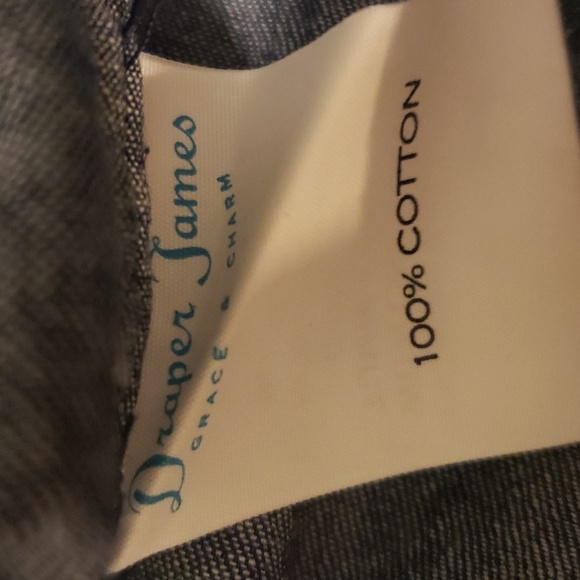 Draper James
GRACE & CHARM
100% COTTON